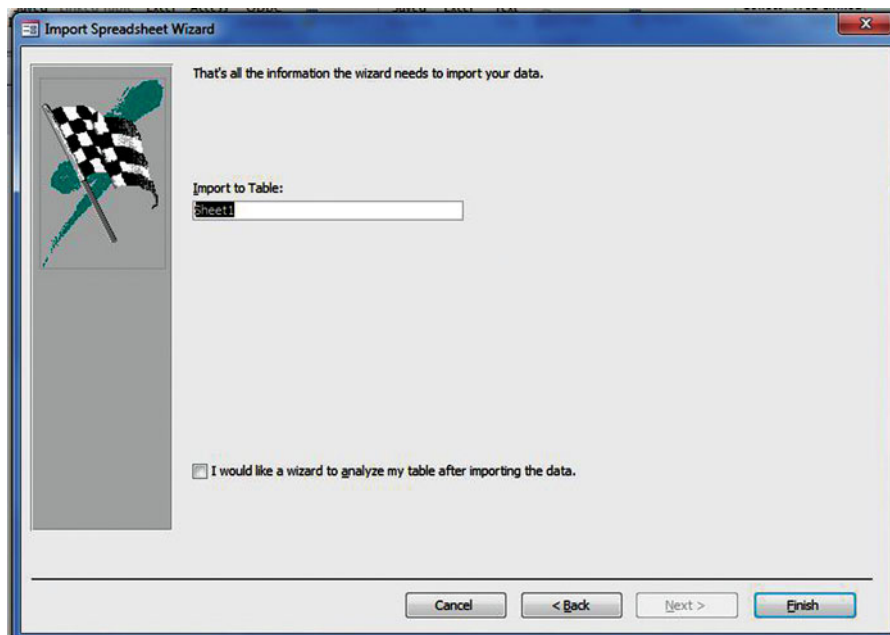 Import Spreadsheet Wizard
That's all the information the wizard needs to import your data.
Import to Table:
Sheet1
I would like a wizard to analyze my table after importing the data.
Cancel
< Back
Next >
Finish